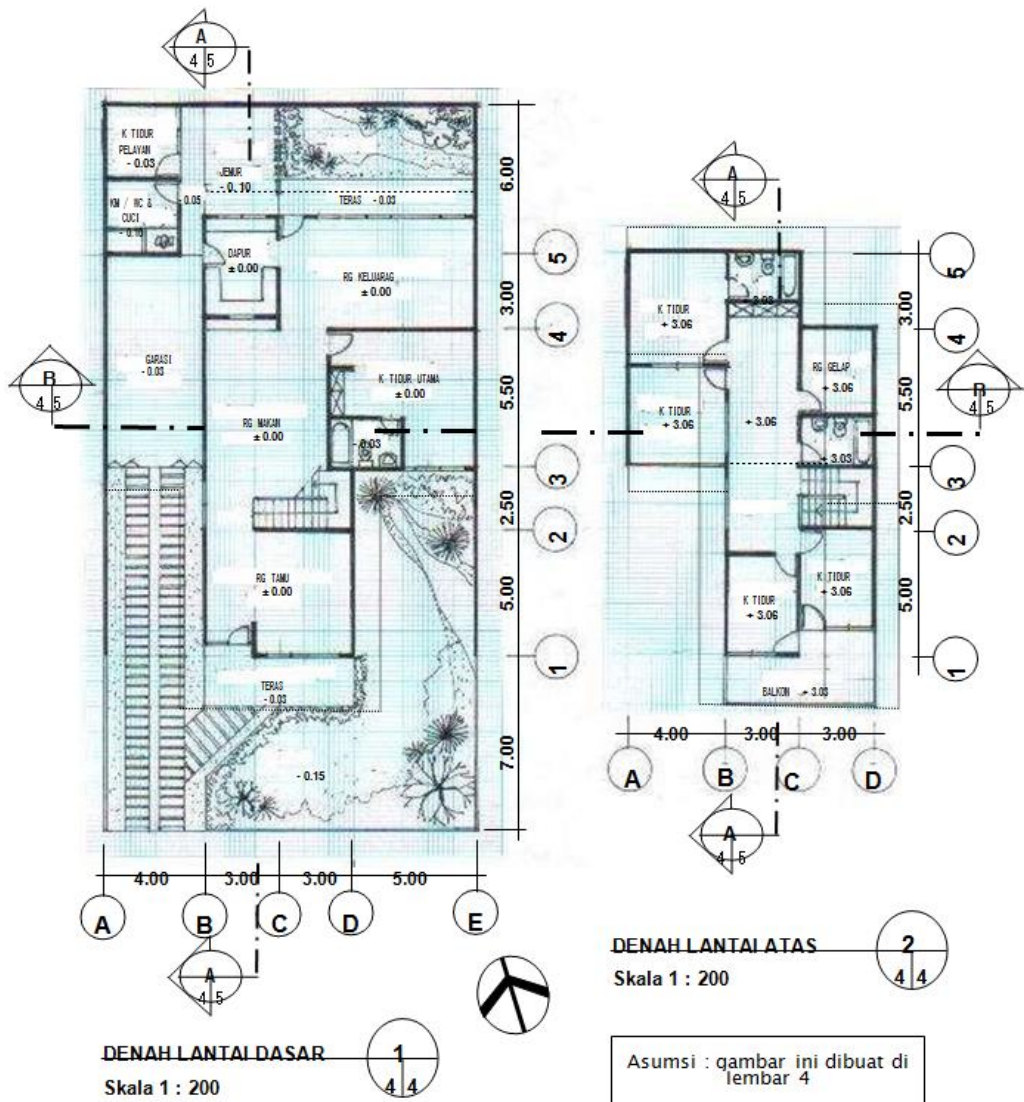 A
4 5
K TIDUR
PELAYAN
- 0.03
JEMUR
- 0.10
TERAS - 0.03
KM / WC &
CUCI
- 0.10
0.05
DAPUR
± 0.00
RG KELUARAG
± 0.00
GARASI
- 0.03
K TIDUR UTAMA
± 0.00
RG MAKAN
± 0.00
- 0.03
RG TAMU
± 0.00
TERAS
- 0.03
- 0.15
B
4 5
6.00
3.00
5.50
2.50
5.00
7.00
5
4
3
2
1
4.00 3.00 3.00 5.00
A B C D E
A
4 5
DENAH LANTAI DASAR
1
4 4
Skala 1 : 200
A
4 5
K TIDUR
+ 3.06
+ 3.03
K TIDUR
+ 3.06
RG GELAP
+ 3.06
+ 3.06
+ 3.03
K TIDUR
+ 3.06
K TIDUR
+ 3.06
BALKON + 3.03
3.00
5.50
2.50
5.00
5
4
3
2
1
B
4 5
4.00 3.00 3.00
A B C D
A
4 5
DENAH LANTAI ATAS
2
4 4
Skala 1 : 200
Asumsi : gambar ini dibuat di
lembar 4